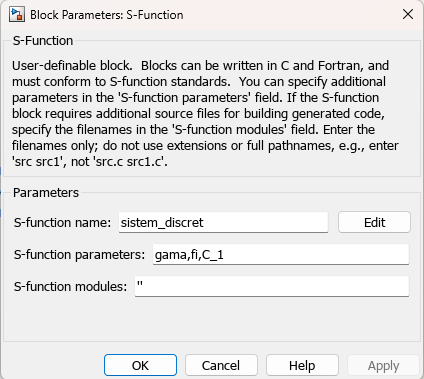 Block Parameters: S-Function
S-Function
User-definable block.  Blocks can be written in C and Fortran, and
must conform to S-function standards.  You can specify additional
parameters in the 'S-function parameters' field. If the S-function
block requires additional source files for building generated code,
specify the filenames in the 'S-function modules' field. Enter the
filenames only; do not use extensions or full pathnames, e.g., enter
'src src1', not 'src.c src1.c'.
Parameters
S-function name: sistem_discret Edit
S-function parameters: gama,fi,C_1
S-function modules: ''
OK Cancel Help Apply